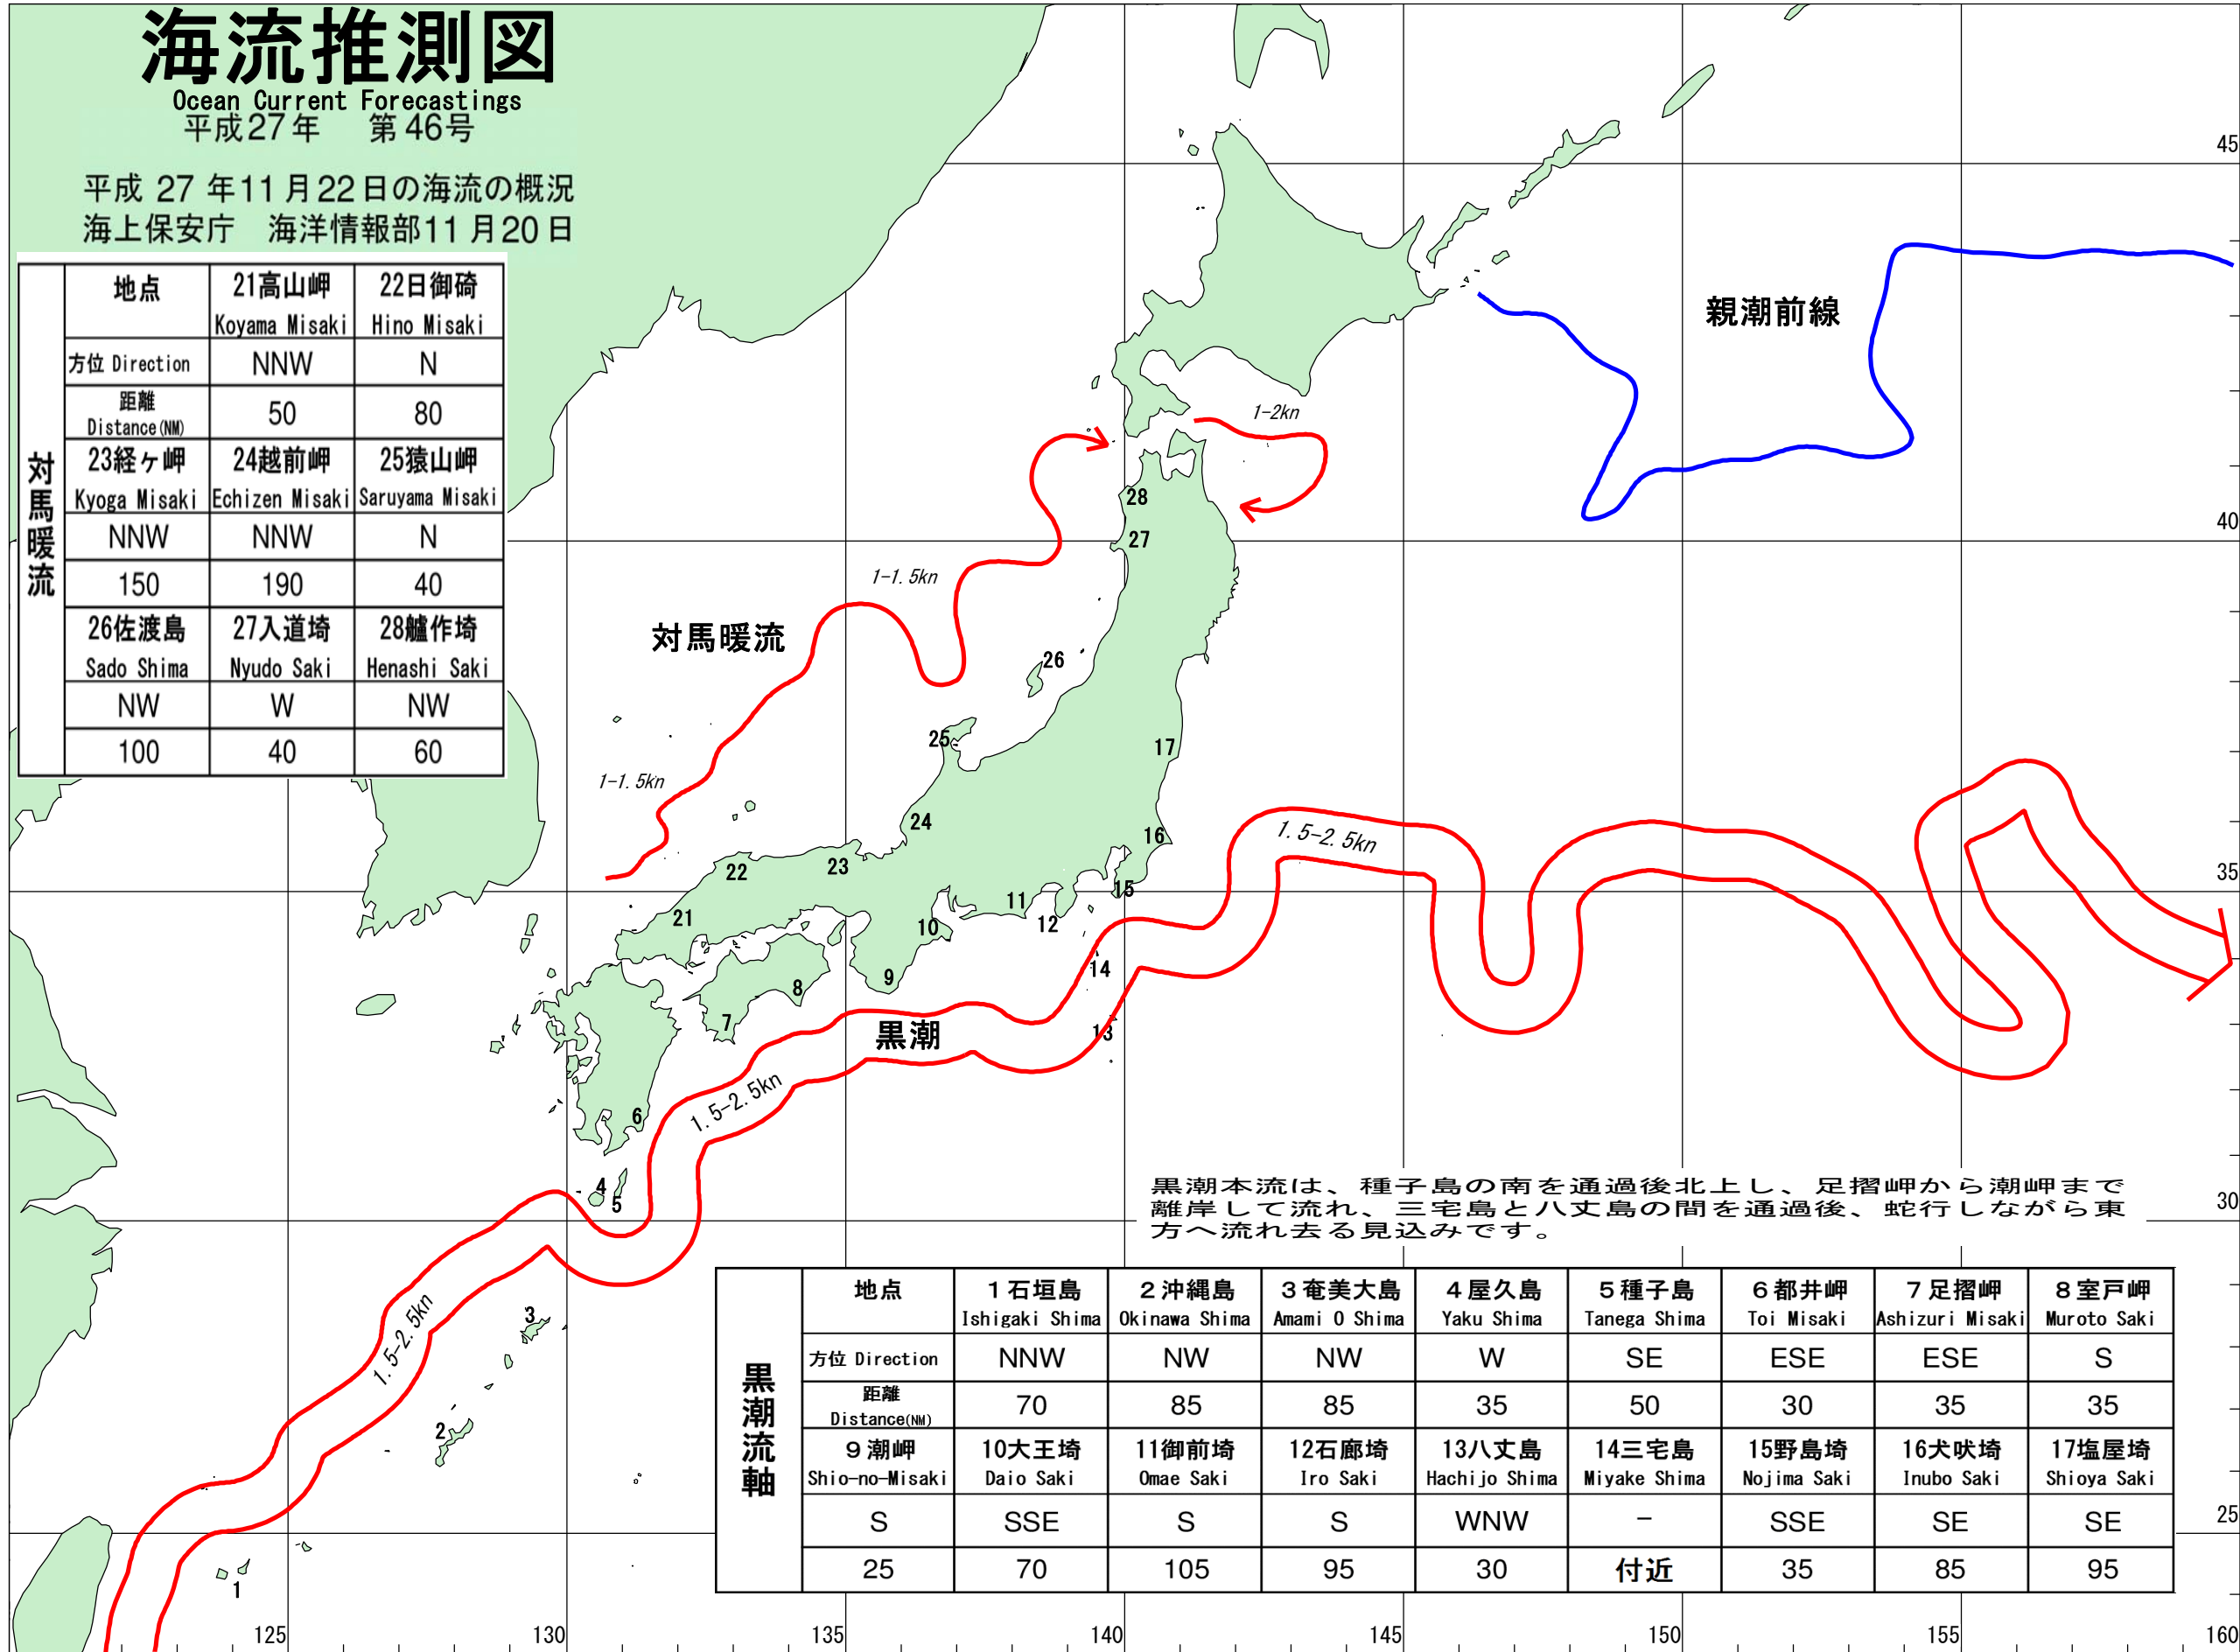 海流推測図
Ocean Current Forecastings
平成27年　第46号
平成 27 年11月22日の海流の概況
海上保安庁　海洋情報部11月20日
対馬暖流
地点 21高山岬 22日御碕
Koyama Misaki Hino Misaki
方位 Direction NNW N
距離 50 80
Distance(NM)
23経ヶ岬 24越前岬 25猿山岬
Kyoga Misaki Echizen Misaki Saruyama Misaki
NNW NNW N
150 190 40
26佐渡島 27入道埼 28艫作埼
Sado Shima Nyudo Saki Henashi Saki
NW W NW
100 40 60
45
親潮前線
1-2kn
28
40
27
1-1.5kn
対馬暖流
26
25
17
1-1.5kn
24
16
1.5-2.5kn
22
23
35
15
11
21
10
12
14
9
8
7
黒潮
13
1.5-2.5kn
6
4
5
30
黒潮本流は、種子島の南を通過後北上し、足摺岬から潮岬まで
離岸して流れ、三宅島と八丈島の間を通過後、蛇行しながら東
方へ流れ去る見込みです。
3
1.5-2.5kn
2
1
黒潮流軸
地点 1石垣島 2沖縄島 3奄美大島 4屋久島 5種子島 6都井岬 7足摺岬 8室戸岬
Ishigaki Shima Okinawa Shima Amami O Shima Yaku Shima Tanega Shima Toi Misaki Ashizuri Misaki Muroto Saki
方位 Direction NNW NW NW W SE ESE ESE S
距離 70 85 85 35 50 30 35 35
Distance(NM)
9潮岬 10大王埼 11御前埼 12石廊埼 13八丈島 14三宅島 15野島埼 16犬吠埼 17塩屋埼
Shio-no-Misaki Daio Saki Omae Saki Iro Saki Hachijo Shima Miyake Shima Nojima Saki Inubo Saki Shioya Saki
S SSE S S WNW － SSE SE SE
25 70 105 95 30 付近 35 85 95
25
125 130 135 140 145 150 155 160